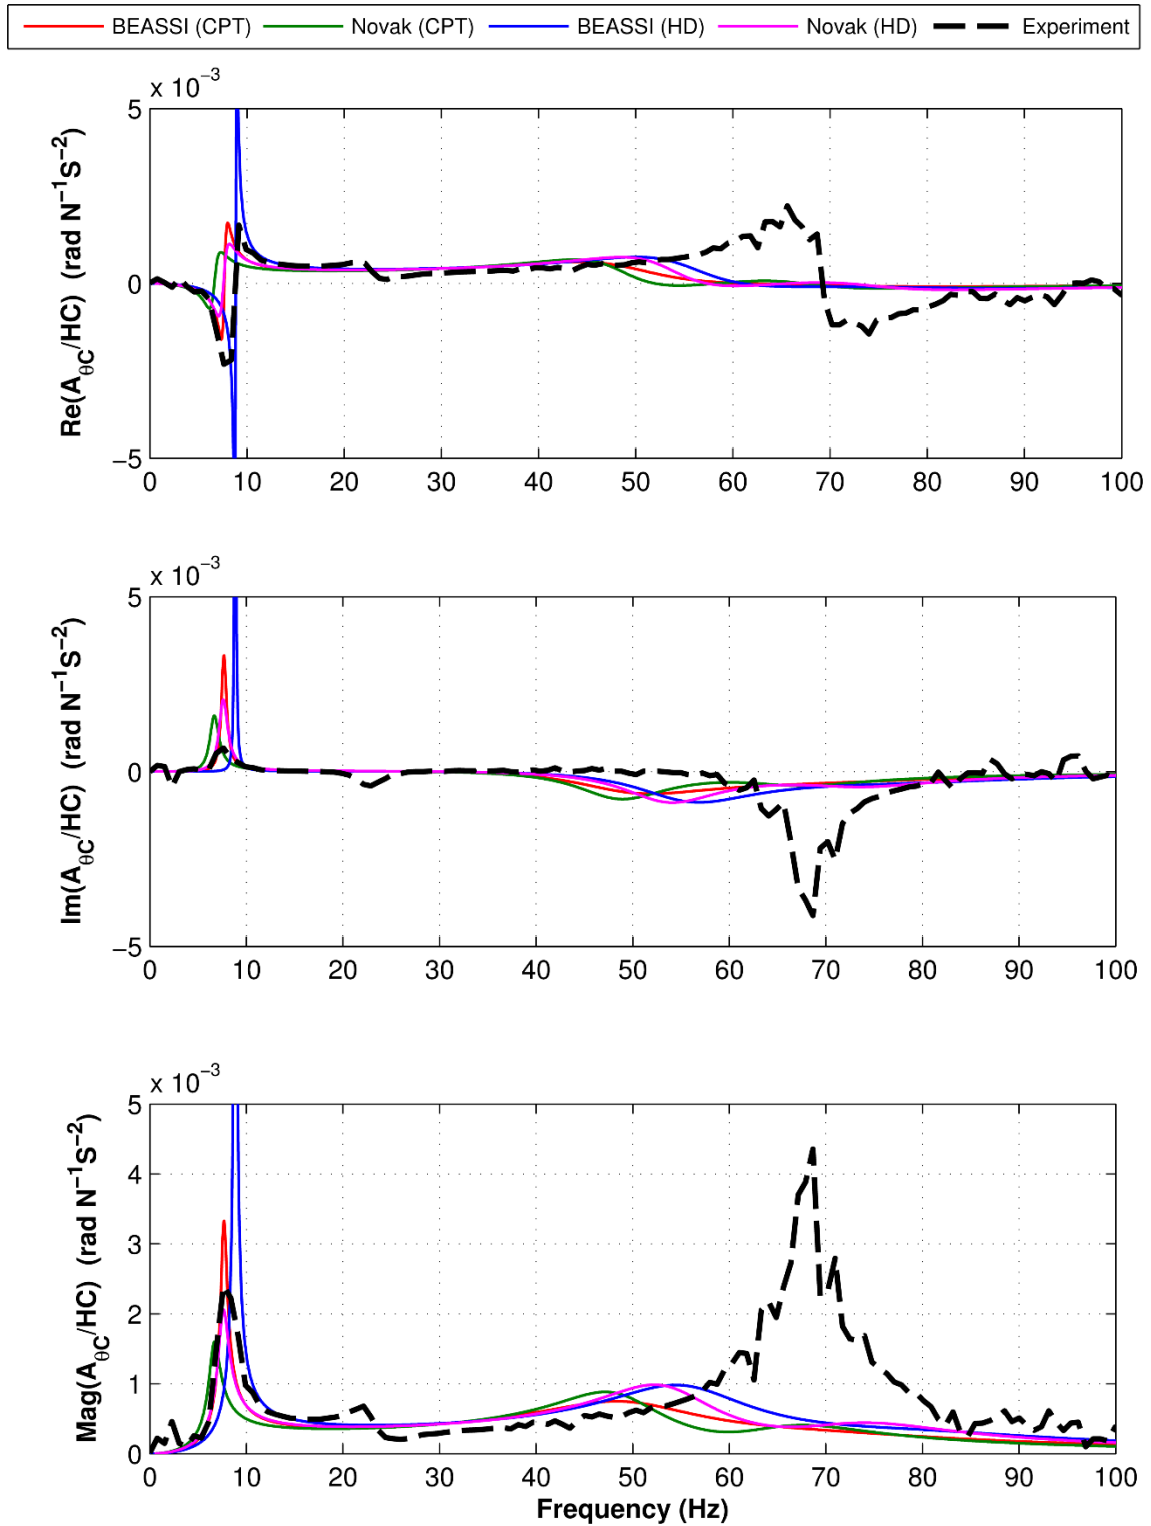 BEASSI (CPT) Novak (CPT) BEASSI (HD) Novak (HD) Experiment
x 10⁻³
5
0
−5
Re(A_θC/HC) (rad N⁻¹S⁻²)
0 10 20 30 40 50 60 70 80 90 100
x 10⁻³
5
0
−5
Im(A_θC/HC) (rad N⁻¹S⁻²)
0 10 20 30 40 50 60 70 80 90 100
x 10⁻³
5
4
3
2
1
0
Mag(A_θC/HC) (rad N⁻¹S⁻²)
0 10 20 30 40 50 60 70 80 90 100
Frequency (Hz)